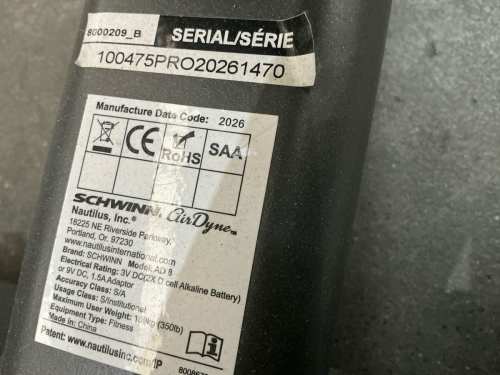 8000209_B
SERIAL/SÉRIE
100475PRO20261470
Manufacture Date Code: 2026
CE
RoHS
SAA
SCHWINN AirDyne™
Nautilus, Inc.®
18225 NE Riverside Parkway,
Portland, Or. 97230
www.nautilusinternational.com
Brand: SCHWINN Model: AD 8
Electrical Rating: 3V DC(2X D cell Alkaline Battery)
or 9V DC, 1.5A Adaptor
Accuracy Class: S/A
Usage Class: S/Institutional
Maximum User Weight: (350lb)
Equipment Type: Fitness
Made in: China
Patent: www.nautilusinc.com/IP